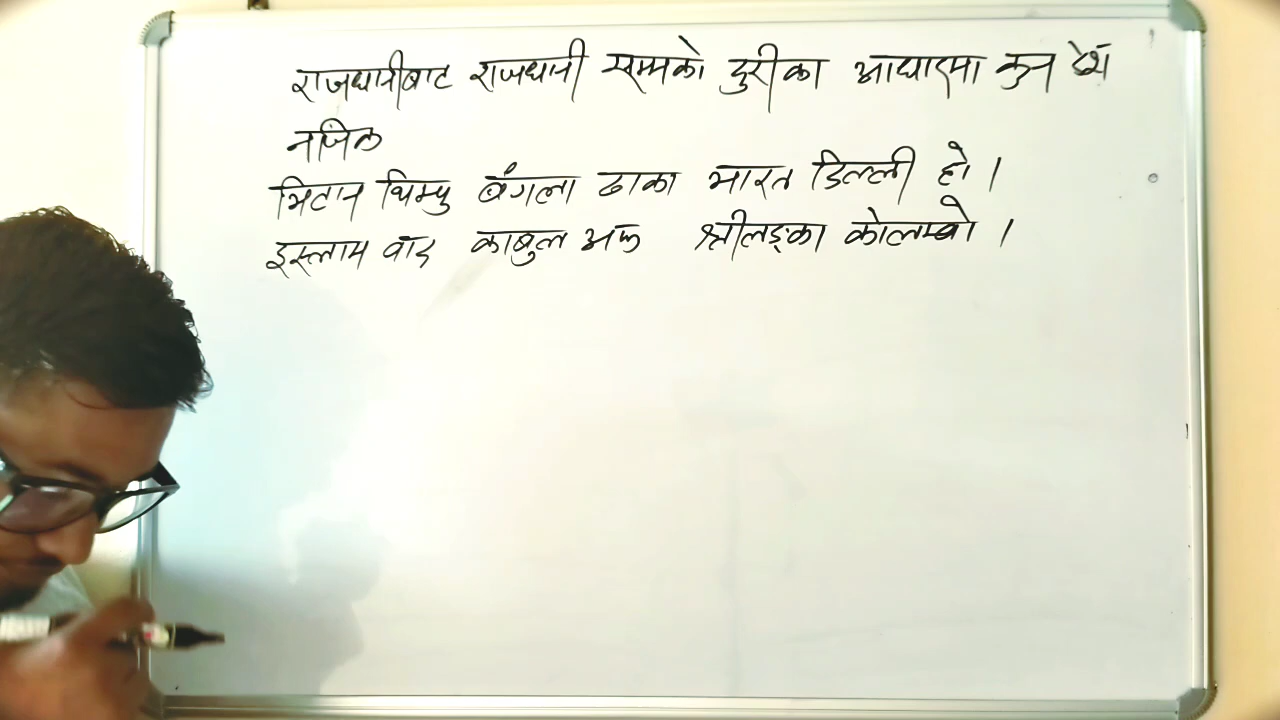 राजधानीबाट राजधानी सम्मको दुरीका आधारमा कुन देश
नजिक
भिटान थिम्पु बंगला ढाका भारत डिल्ली हो ।
इस्लाम वाद काबुल अफ श्रीलङ्का कोलम्बो ।